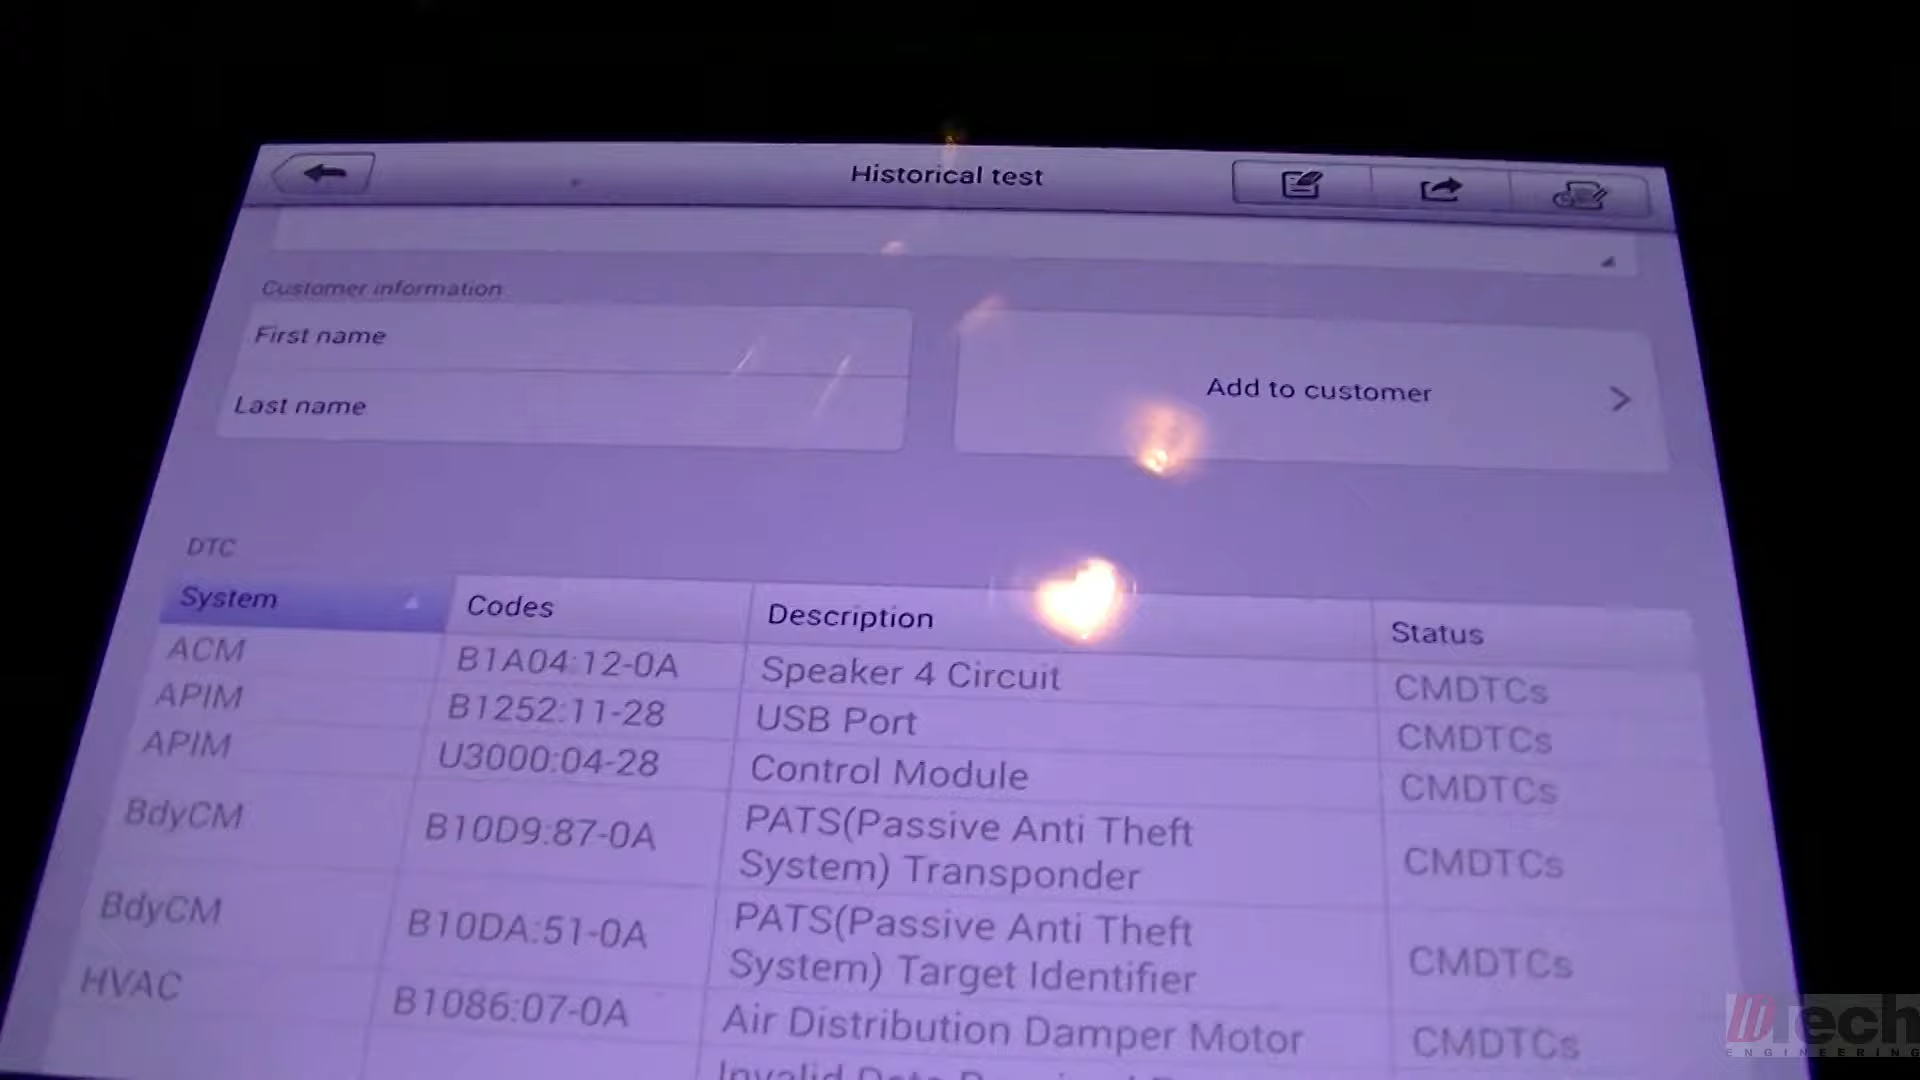 Historical test
Customer information
First name
Last name
Add to customer
DTC
System Codes Description Status
ACM B1A04:12-0A Speaker 4 Circuit CMDTCs
APIM B1252:11-28 USB Port CMDTCs
APIM U3000:04-28 Control Module CMDTCs
BdyCM B10D9:87-0A PATS(Passive Anti Theft
System) Transponder CMDTCs
BdyCM B10DA:51-0A PATS(Passive Anti Theft
System) Target Identifier CMDTCs
HVAC B1086:07-0A Air Distribution Damper Motor CMDTCs
Invalid Data
ENGINEERING